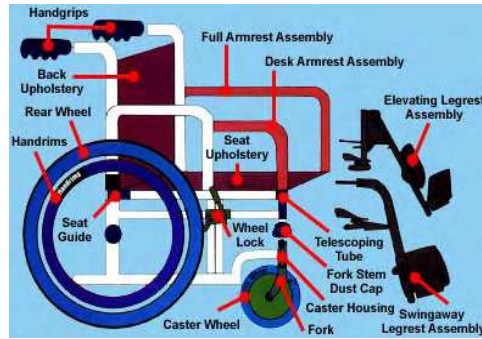 Handgrips
Full Armrest Assembly
Desk Armrest Assembly
Back
Upholstery
Elevating Legrest
Assembly
Rear Wheel
Handrims
Seat
Upholstery
Handrims
Seat
Guide
Wheel
Lock
Telescoping
Tube
Fork Stem
Dust Cap
Caster Housing
Caster Wheel
Fork
Swingaway
Legrest Assembly